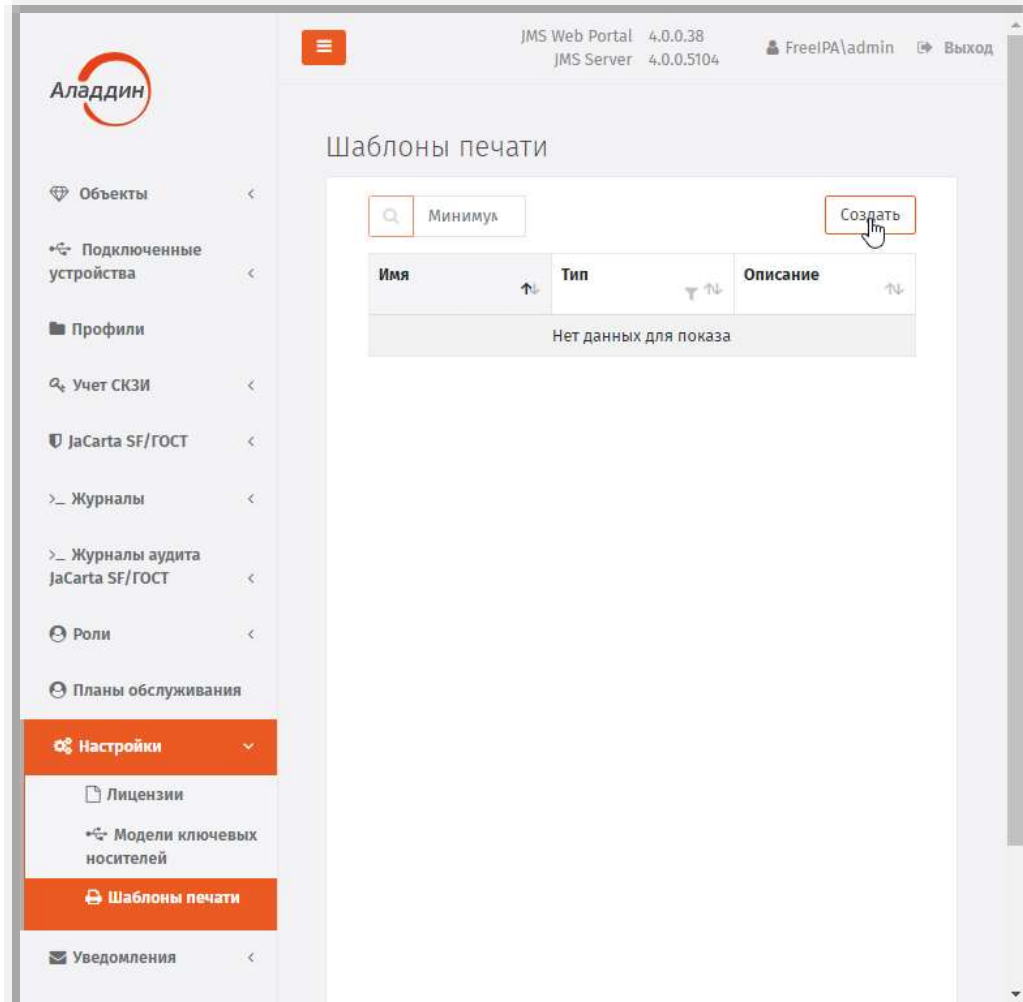 Аладдин
JMS Web Portal 4.0.0.38
JMS Server 4.0.0.5104
FreeIPA\admin
Выход
Шаблоны печати
Объекты
Подключенные
устройства
Профили
Учет СКЗИ
JaCarta SF/ГОСТ
Журналы
Журналы аудита
JaCarta SF/ГОСТ
Роли
Планы обслуживания
Настройки
Лицензии
Модели ключевых
носителей
Шаблоны печати
Уведомления
Минимум
Создать
Имя Тип Описание
Нет данных для показа